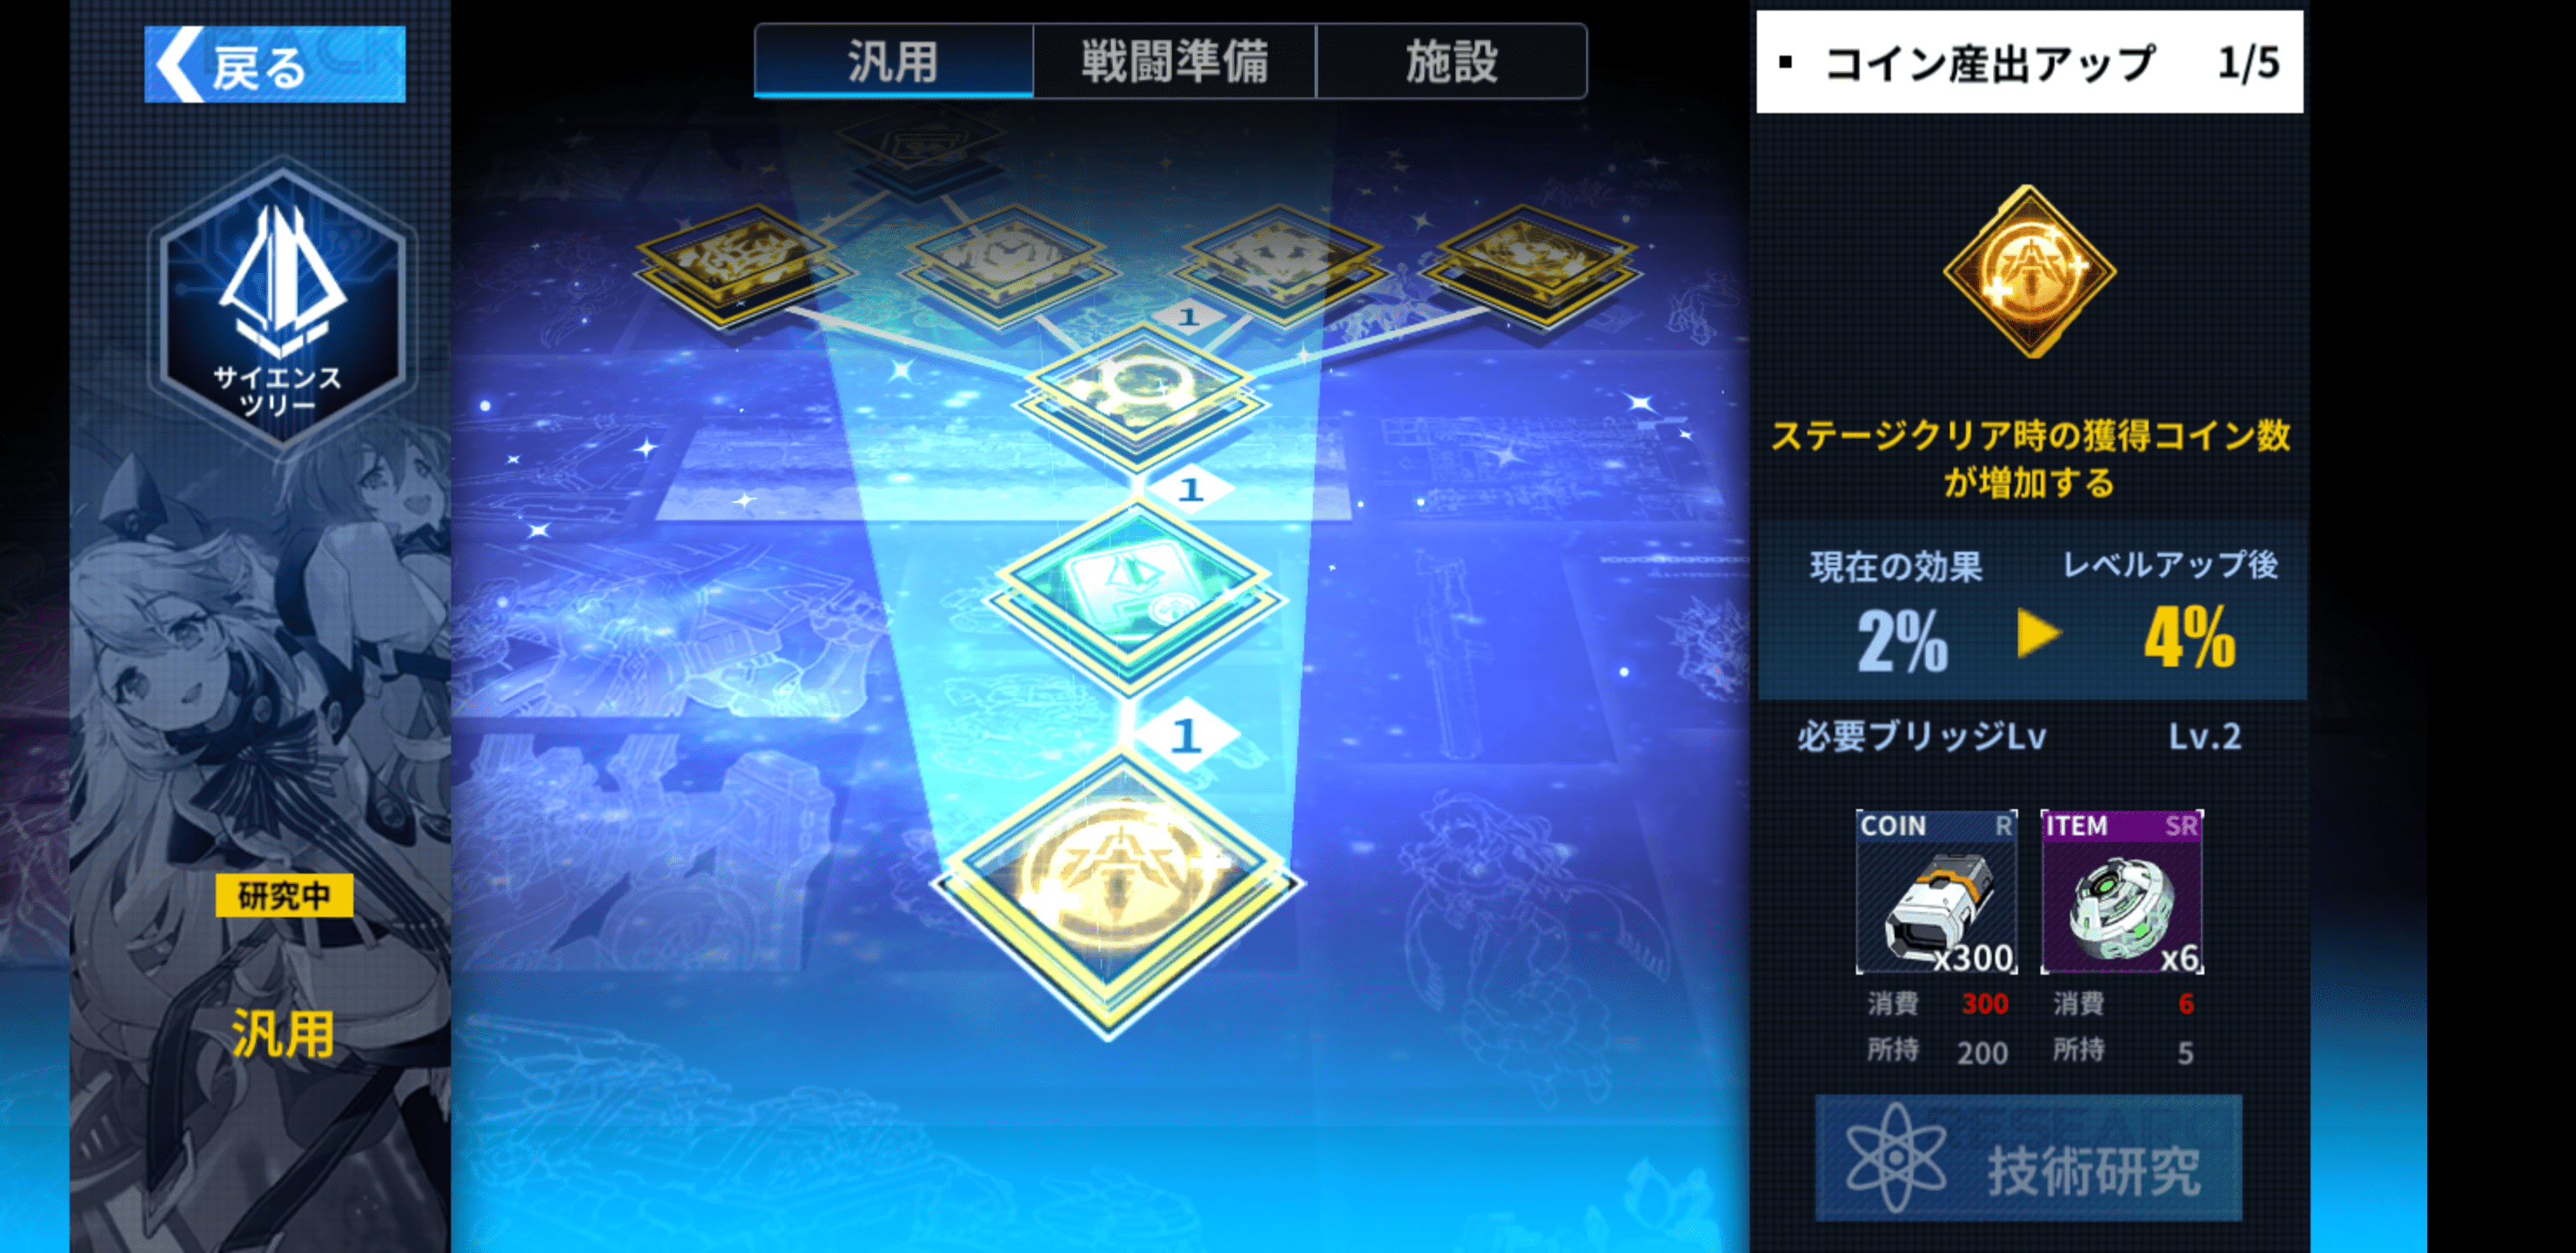 戻る
汎用
戦闘準備
施設
コイン産出アップ 1/5
サイエンス
ツリー
1
1
1
ステージクリア時の獲得コイン数
が増加する
現在の効果 レベルアップ後
2% 4%
必要ブリッジLv Lv.2
COIN R ITEM SR
x300 x6
消費 300 消費 6
所持 200 所持 5
研究中
汎用
技術研究